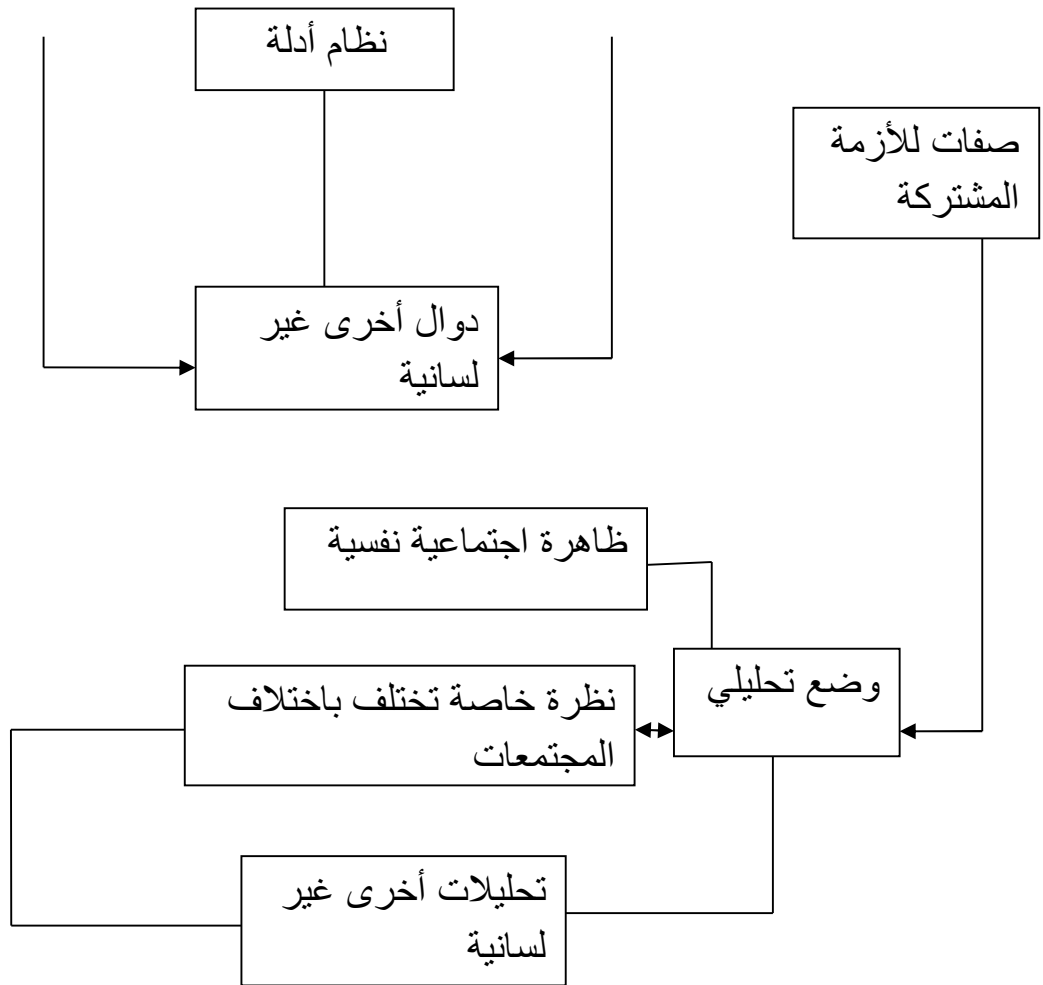 نظام أدلة
صفات للأزمة
المشتركة
دوال أخرى غير
لسانية
ظاهرة اجتماعية نفسية
وضع تحليلي
نظرة خاصة تختلف باختلاف
المجتمعات
تحليلات أخرى غير
لسانية